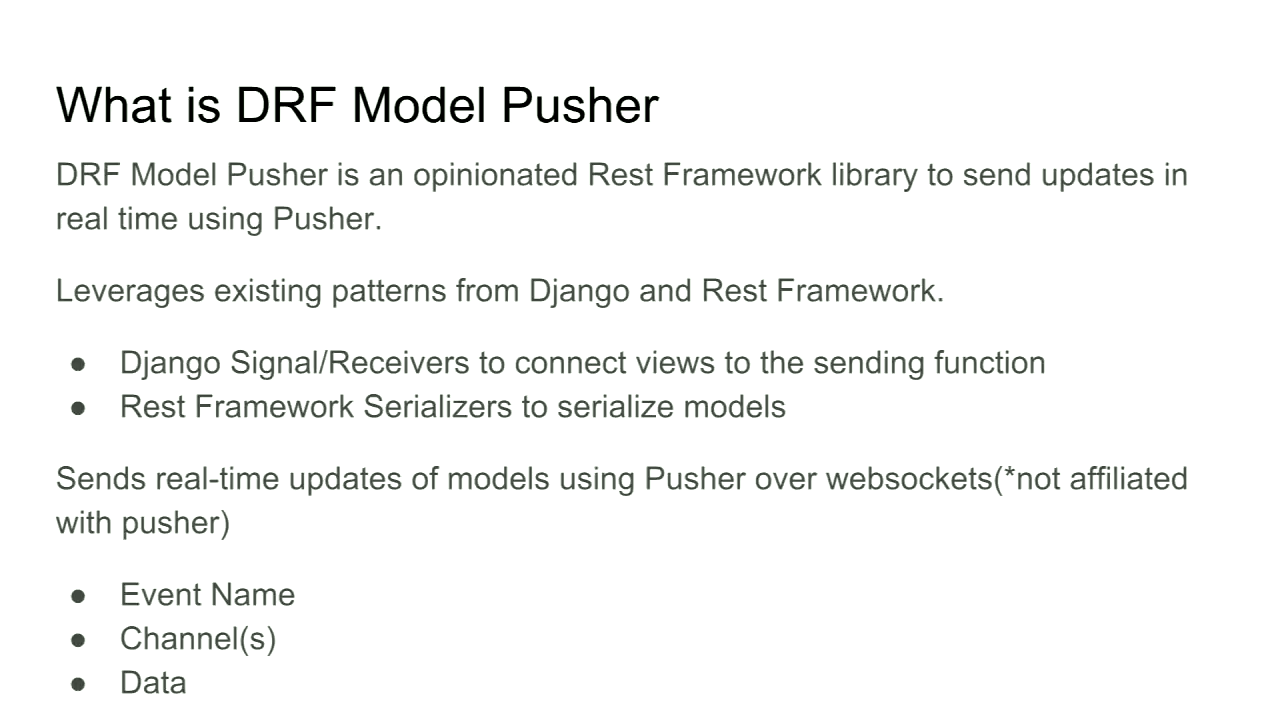 What is DRF Model Pusher
DRF Model Pusher is an opinionated Rest Framework library to send updates in
real time using Pusher.
Leverages existing patterns from Django and Rest Framework.
● Django Signal/Receivers to connect views to the sending function
● Rest Framework Serializers to serialize models
Sends real-time updates of models using Pusher over websockets(*not affiliated
with pusher)
● Event Name
● Channel(s)
● Data